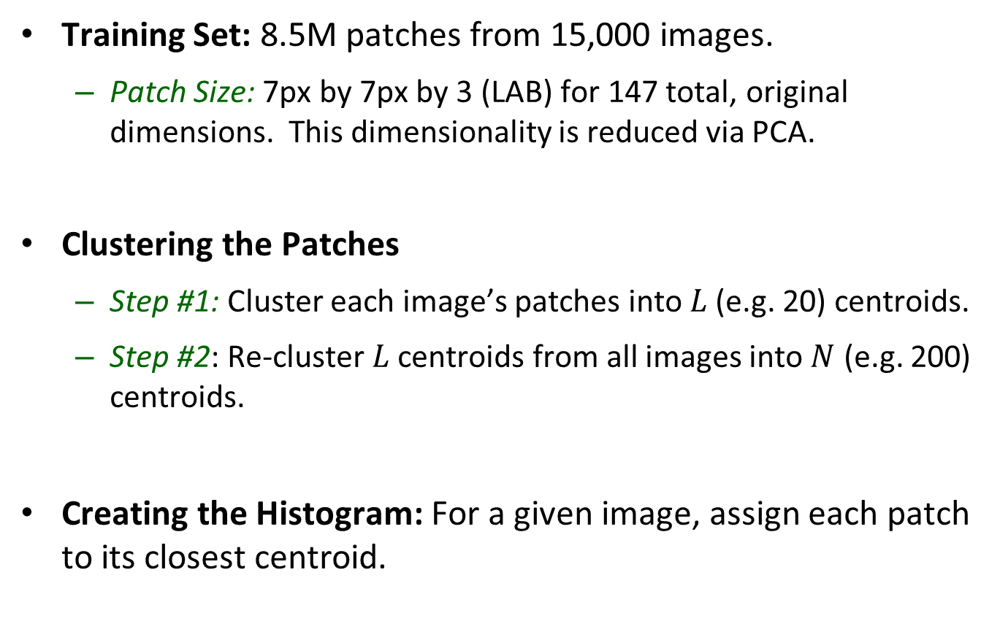 • Training Set: 8.5M patches from 15,000 images.
– Patch Size: 7px by 7px by 3 (LAB) for 147 total, original
dimensions.  This dimensionality is reduced via PCA.
• Clustering the Patches
– Step #1: Cluster each image’s patches into L (e.g. 20) centroids.
– Step #2: Re-cluster L centroids from all images into N (e.g. 200)
centroids.
• Creating the Histogram: For a given image, assign each patch
to its closest centroid.